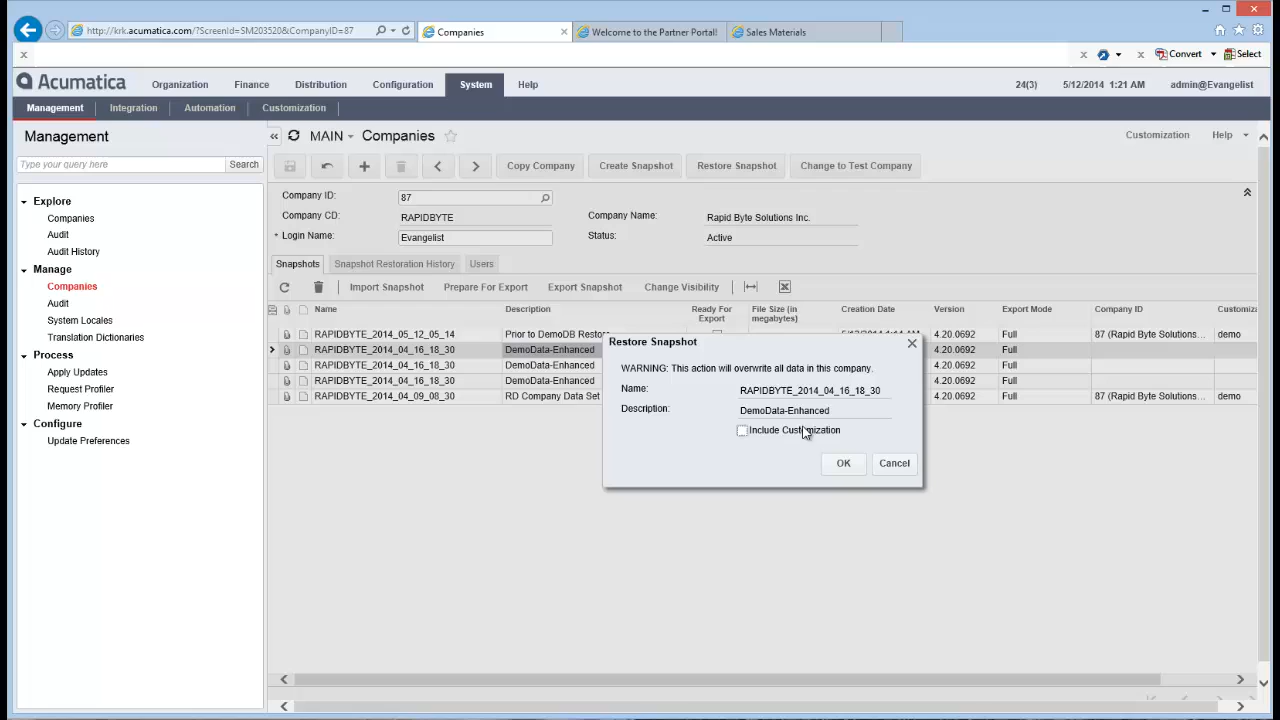 http://krk.acumatica.com/?ScreenId=SM203520&CompanyID=87
Companies
Welcome to the Partner Portal!
Sales Materials
x
x
x
Convert
Select
Acumatica
Organization
Finance
Distribution
Configuration
System
Help
24(3)
5/12/2014 1:21 AM
admin@Evangelist
Management
Integration
Automation
Customization
Management
Type your query here
Search
Explore
Companies
Audit
Audit History
Manage
Companies
Audit
System Locales
Translation Dictionaries
Process
Apply Updates
Request Profiler
Memory Profiler
Configure
Update Preferences
MAIN
Companies
Customization
Help
Copy Company
Create Snapshot
Restore Snapshot
Change to Test Company
Company ID: 87
Company CD: RAPIDBYTE
Company Name: Rapid Byte Solutions Inc.
* Login Name: Evangelist
Status: Active
Snapshots
Snapshot Restoration History
Users
Import Snapshot
Prepare For Export
Export Snapshot
Change Visibility
Name Description Ready For Export File Size (in megabytes) Creation Date Version Export Mode Company ID Customiz
RAPIDBYTE_2014_05_12_05_14 Prior to DemoDB Restore 4.20.0692 Full 87 (Rapid Byte Solutions... demo
RAPIDBYTE_2014_04_16_18_30 DemoData-Enhanced 4.20.0692 Full
RAPIDBYTE_2014_04_16_18_30 DemoData-Enhanced 4.20.0692 Full
RAPIDBYTE_2014_04_16_18_30 DemoData-Enhanced 4.20.0692 Full
RAPIDBYTE_2014_04_09_08_30 RD Company Data Set 4.20.0692 Full 87 (Rapid Byte Solutions... demo
Restore Snapshot
WARNING: This action will overwrite all data in this company.
Name: RAPIDBYTE_2014_04_16_18_30
Description: DemoData-Enhanced
Include Customization
OK
Cancel